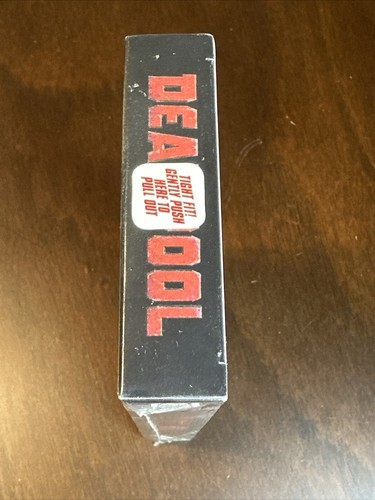 DEA OOL
TIGHT FIT!
GENTLY PUSH
HERE TO
PULL OUT